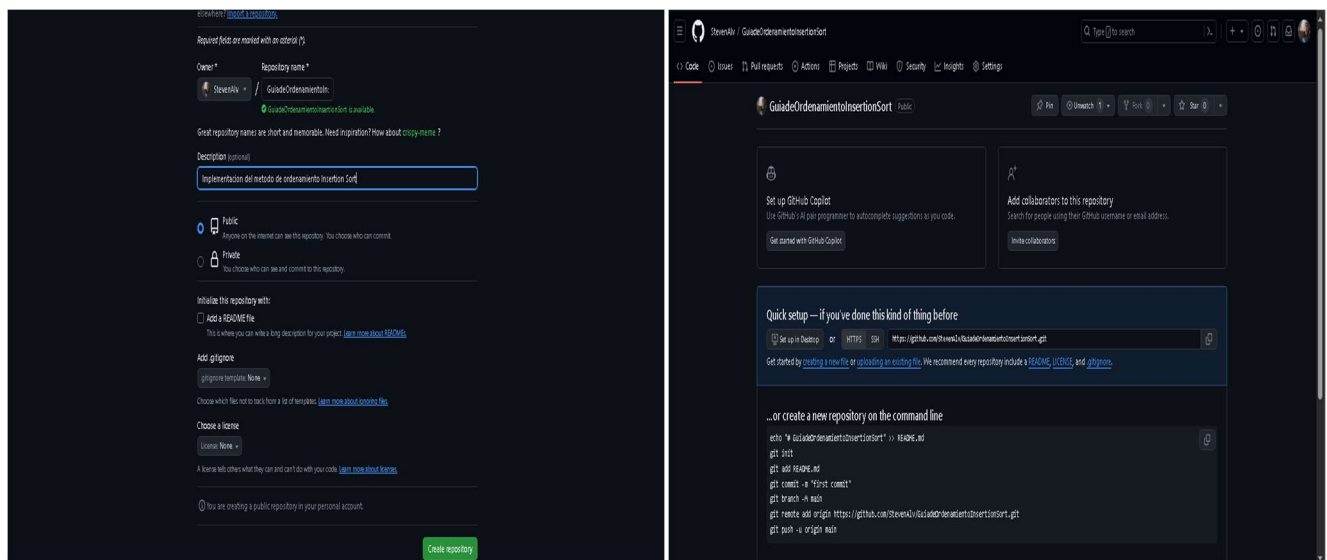 elsewhere? Import a repository.
Required fields are marked with an asterisk (*).
Owner * Repository name *
StevenAlv / GuiadeOrdenamientoIn:
GuiadeOrdenamientoInsertionSort is available.
Great repository names are short and memorable. Need inspiration? How about crispy-meme ?
Description (optional)
Implementacion del metodo de ordenamiento Insertion Sort
Public
Anyone on the internet can see this repository. You choose who can commit.
Private
You choose who can see and commit to this repository.
Initialize this repository with:
Add a README file
This is where you can write a long description for your project. Learn more about READMEs.
Add .gitignore
.gitignore template: None
Choose which files not to track from a list of templates. Learn more about ignoring files.
Choose a license
License: None
A license tells others what they can and can't do with your code. Learn more about licenses.
You are creating a public repository in your personal account.
Create repository
StevenAlv / GuiadeOrdenamientoInsertionSort
Type / to search
Code Issues Pull requests Actions Projects Wiki Security Insights Settings
GuiadeOrdenamientoInsertionSort Public
Pin Unwatch 1 Fork 0 Star 0
Set up GitHub Copilot
Use GitHub's AI pair programmer to autocomplete suggestions as you code.
Get started with GitHub Copilot
Add collaborators to this repository
Search for people using their GitHub username or email address.
Invite collaborators
Quick setup — if you've done this kind of thing before
Set up in Desktop or HTTPS SSH https://github.com/StevenAlv/GuiadeOrdenamientoInsertionSort.git
Get started by creating a new file or uploading an existing file. We recommend every repository include a README, LICENSE, and .gitignore.
...or create a new repository on the command line
echo "# GuiadeOrdenamientoInsertionSort" >> README.md
git init
git add README.md
git commit -m "first commit"
git branch -M main
git remote add origin https://github.com/StevenAlv/GuiadeOrdenamientoInsertionSort.git
git push -u origin main